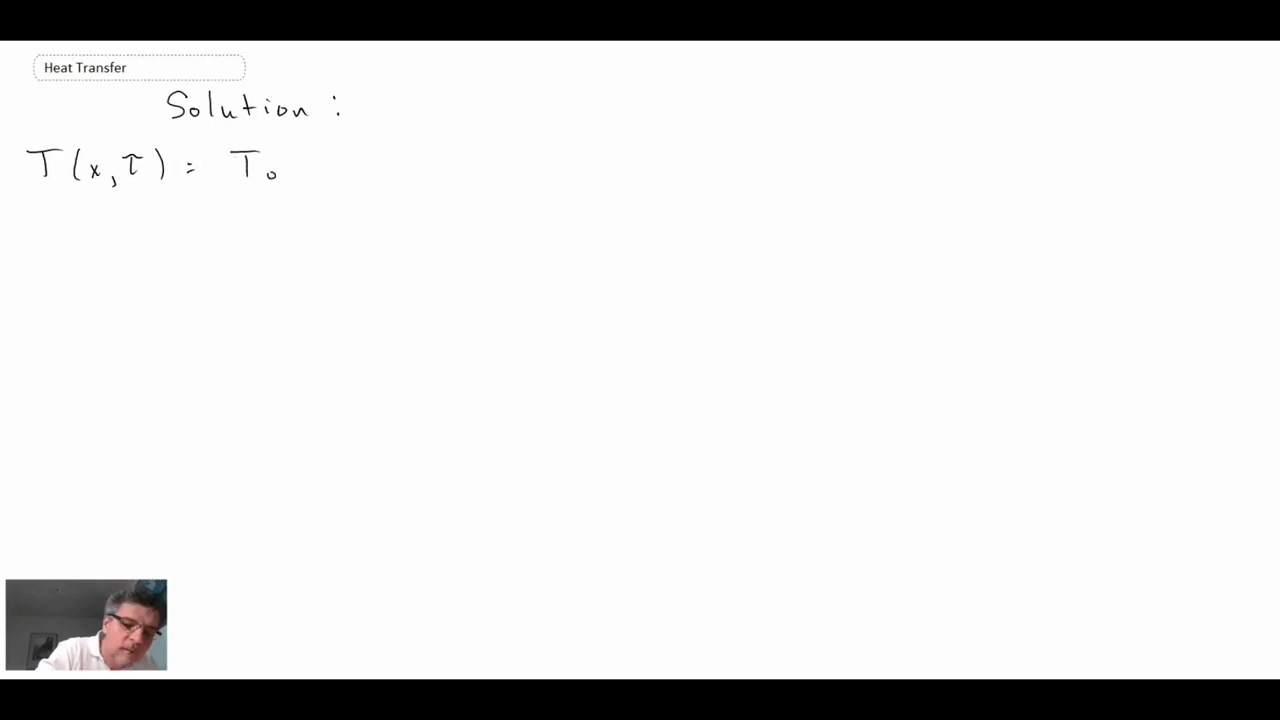 Heat Transfer
Solution :
T(x,τ) = T₀